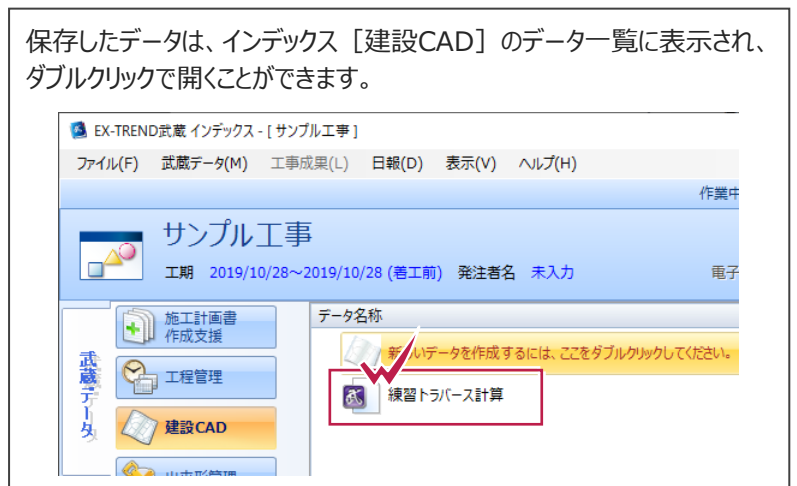 保存したデータは、インデックス［建設CAD］のデータ一覧に表示され、
ダブルクリックで開くことができます。
EX-TREND武蔵 インデックス - [ サンプル工事 ]
ファイル(F) 武蔵データ(M) 工事成果(L) 日報(D) 表示(V) ヘルプ(H)
作業中
サンプル工事
工期 2019/10/28～2019/10/28 (着工前) 発注者名 未入力 電子
武蔵データ
施工計画書
作成支援
工程管理
建設CAD
データ名称
新しいデータを作成するには、ここをダブルクリックしてください。
練習トラバース計算